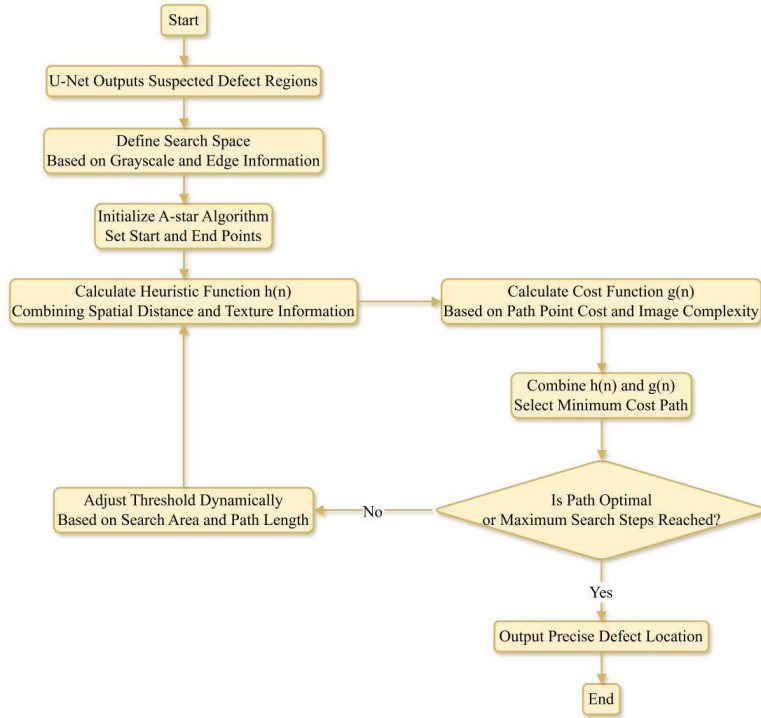 Start
U-Net Outputs Suspected Defect Regions
Define Search Space
Based on Grayscale and Edge Information
Initialize A-star Algorithm
Set Start and End Points
Calculate Heuristic Function h(n)
Combining Spatial Distance and Texture Information
Calculate Cost Function g(n)
Based on Path Point Cost and Image Complexity
Combine h(n) and g(n)
Select Minimum Cost Path
Is Path Optimal
or Maximum Search Steps Reached?
No
Adjust Threshold Dynamically
Based on Search Area and Path Length
Yes
Output Precise Defect Location
End